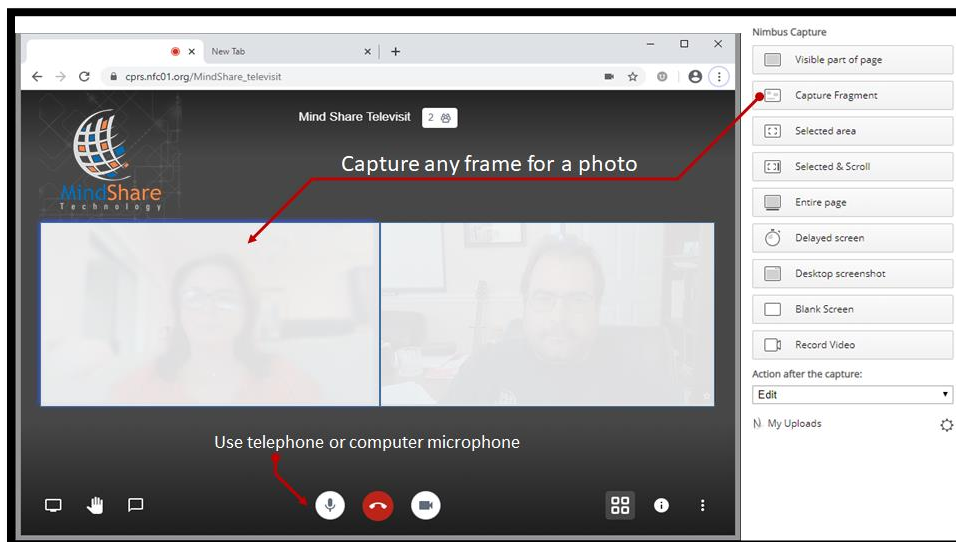 New Tab
cprs.nfc01.org/MindShare_televisit
Mind Share Televisit 2
Capture any frame for a photo
MindShare
Technology
Use telephone or computer microphone
Nimbus Capture
Visible part of page
Capture Fragment
Selected area
Selected & Scroll
Entire page
Delayed screen
Desktop screenshot
Blank Screen
Record Video
Action after the capture:
Edit
My Uploads